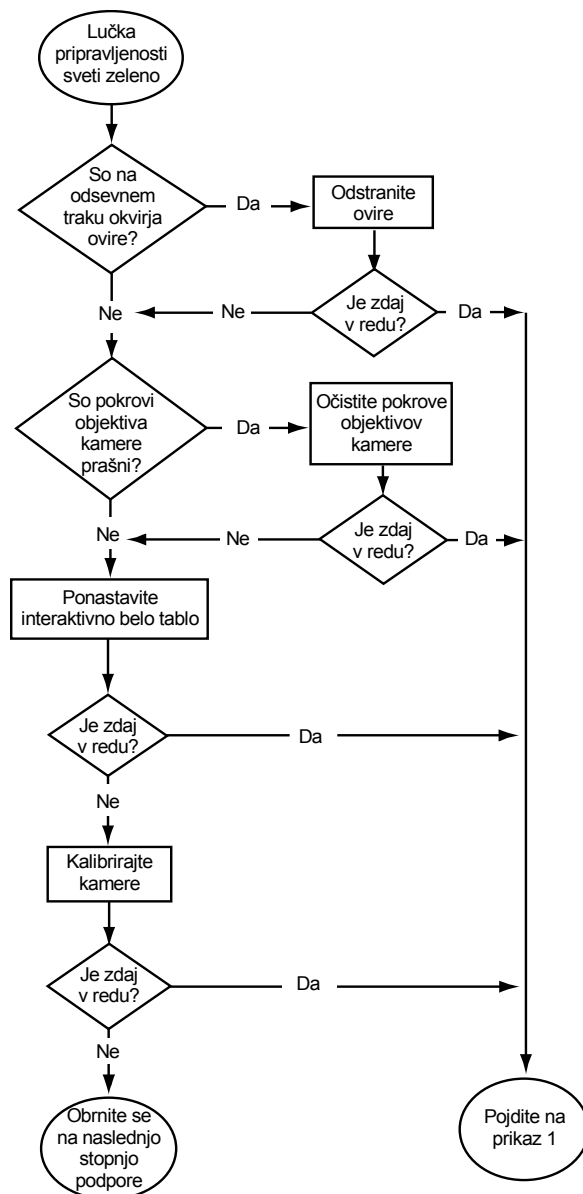 Lučka
pripravljenosti
sveti zeleno
So na
odsevnem
traku okvirja
ovire?
Da
Odstranite
ovire
Je zdaj
v redu?
Ne
Da
Ne
So pokrovi
objektiva
kamere
prašni?
Da
Očistite pokrove
objektivov
kamere
Je zdaj
v redu?
Ne
Da
Ne
Ponastavite
interaktivno belo tablo
Je zdaj
v redu?
Da
Ne
Kalibrirajte
kamere
Je zdaj
v redu?
Da
Ne
Obrnite se
na naslednjo
stopnjo
podpore
Pojdite na
prikaz 1